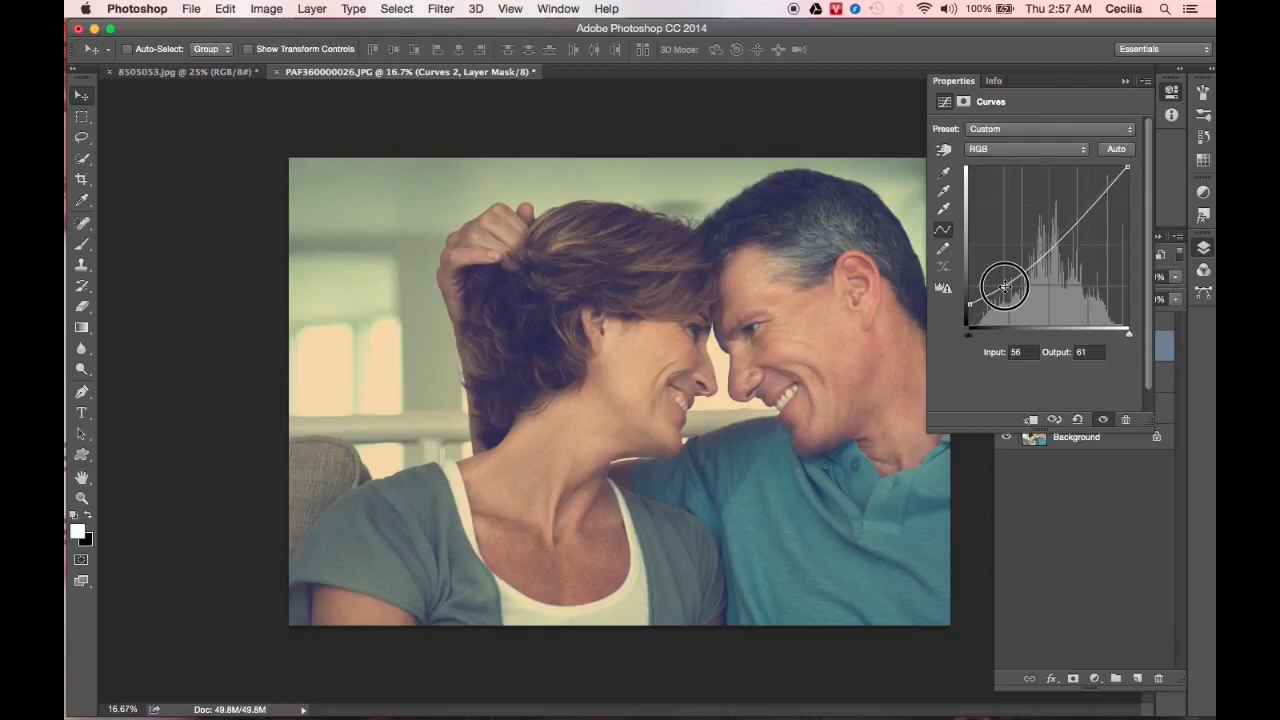 Photoshop File Edit Image Layer Type Select Filter 3D View Window Help 100% Thu 2:57 AM Cecilia
Adobe Photoshop CC 2014
Auto-Select: Group Show Transform Controls 3D Mode: Essentials
8505053.jpg @ 25% (RGB/8#) * PAF360000026.JPG @ 16.7% (Curves 2, Layer Mask/8) *
Properties Info
Curves
Preset: Custom
RGB Auto
Input: 56 Output: 61
Background
16.67% Doc: 49.8M/49.8M